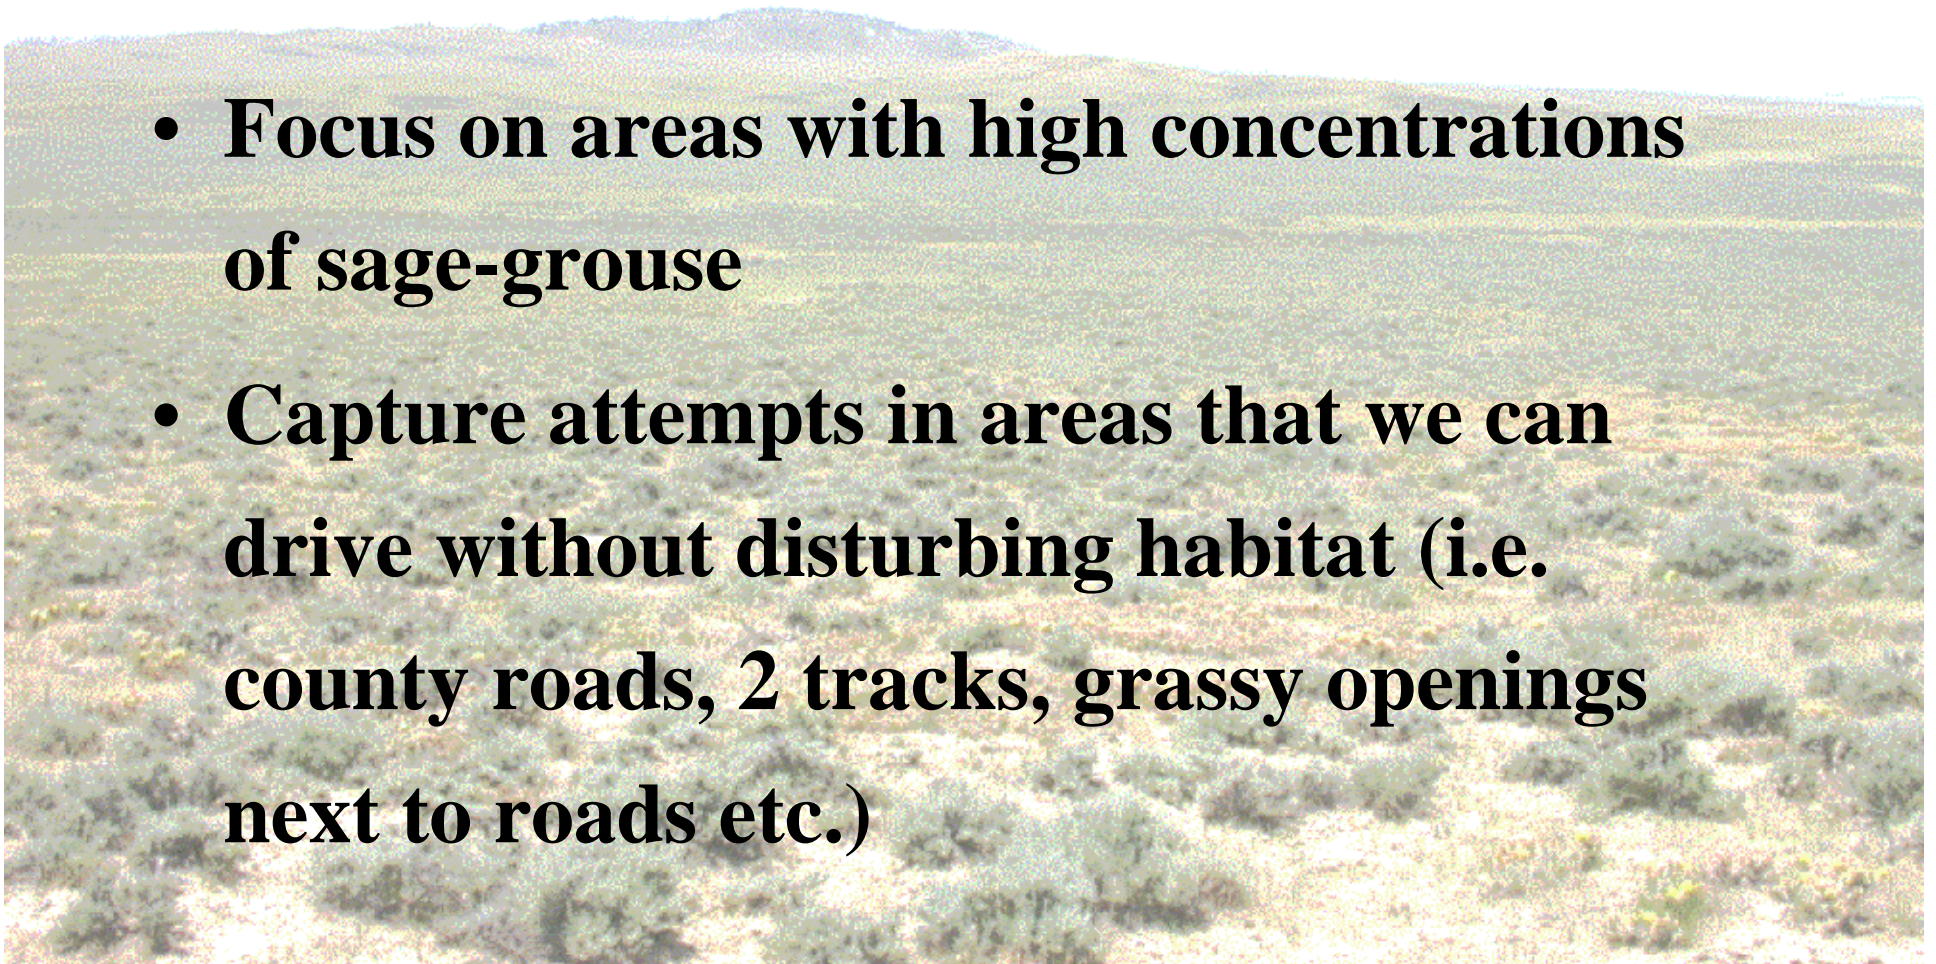 • Focus on areas with high concentrations
of sage-grouse
• Capture attempts in areas that we can
drive without disturbing habitat (i.e.
county roads, 2 tracks, grassy openings
next to roads etc.)